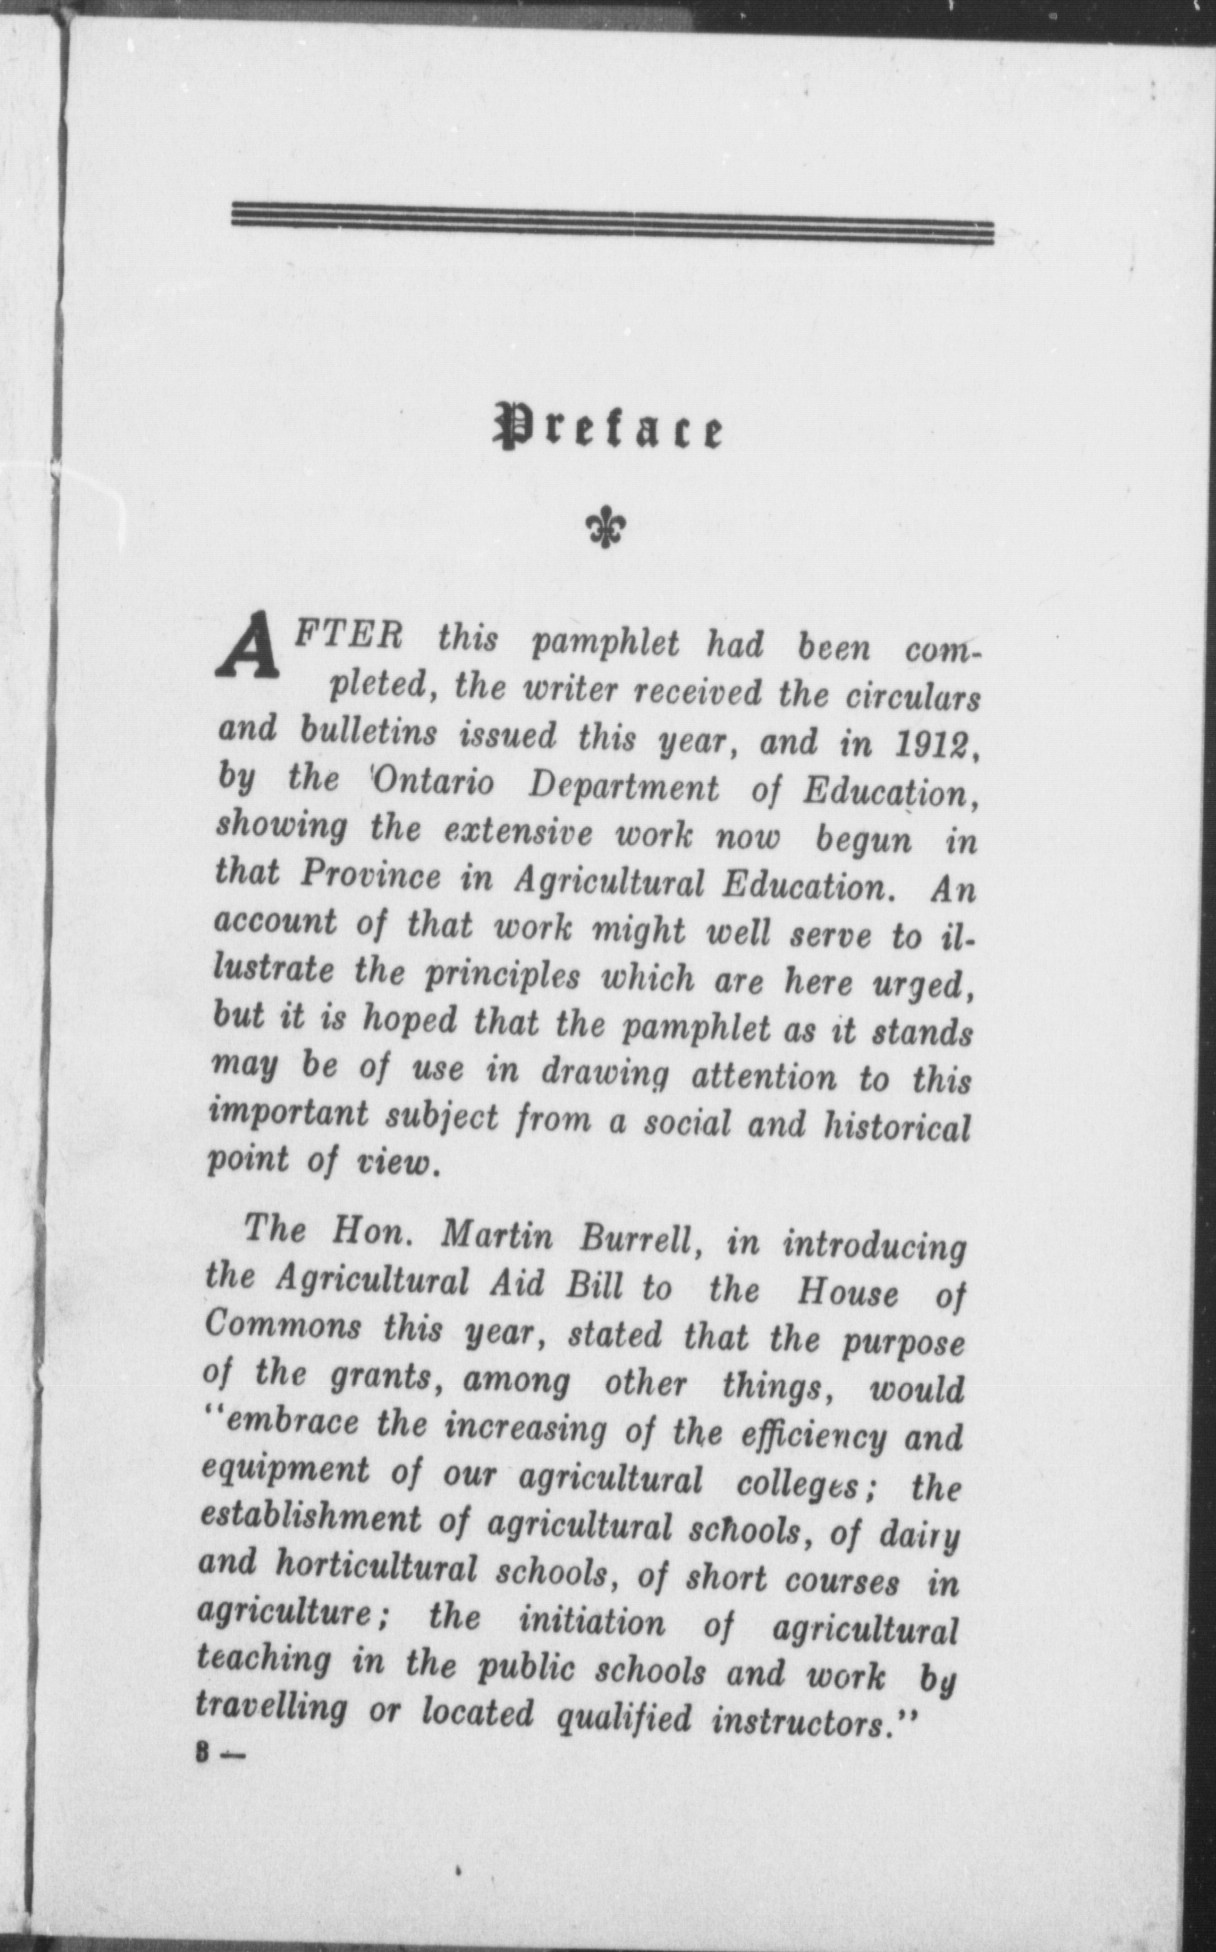 Preface
AFTER this pamphlet had been com-
pleted, the writer received the circulars
and bulletins issued this year, and in 1912,
by the Ontario Department of Education,
showing the extensive work now begun in
that Province in Agricultural Education. An
account of that work might well serve to il-
lustrate the principles which are here urged,
but it is hoped that the pamphlet as it stands
may be of use in drawing attention to this
important subject from a social and historical
point of view.
The Hon. Martin Burrell, in introducing
the Agricultural Aid Bill to the House of
Commons this year, stated that the purpose
of the grants, among other things, would
“embrace the increasing of the efficiency and
equipment of our agricultural colleges; the
establishment of agricultural schools, of dairy
and horticultural schools, of short courses in
agriculture; the initiation of agricultural
teaching in the public schools and work by
travelling or located qualified instructors.”